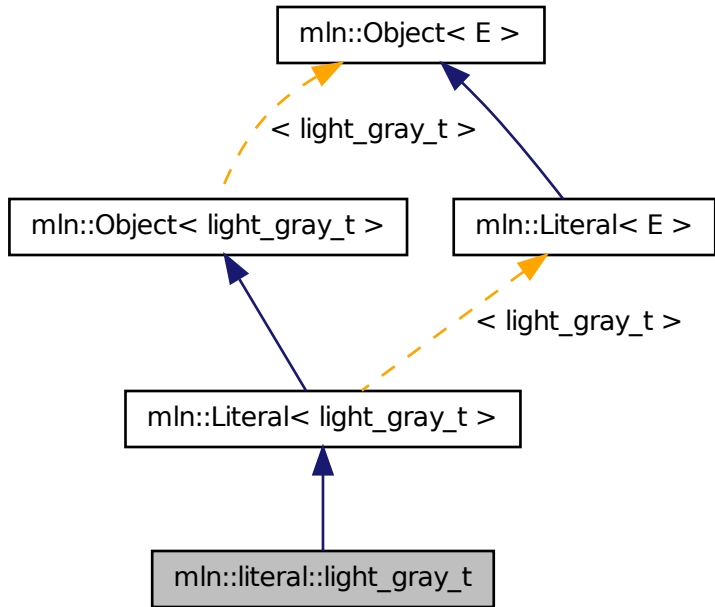 mln::Object< E >
< light_gray_t >
mln::Object< light_gray_t >
mln::Literal< E >
< light_gray_t >
mln::Literal< light_gray_t >
mln::literal::light_gray_t